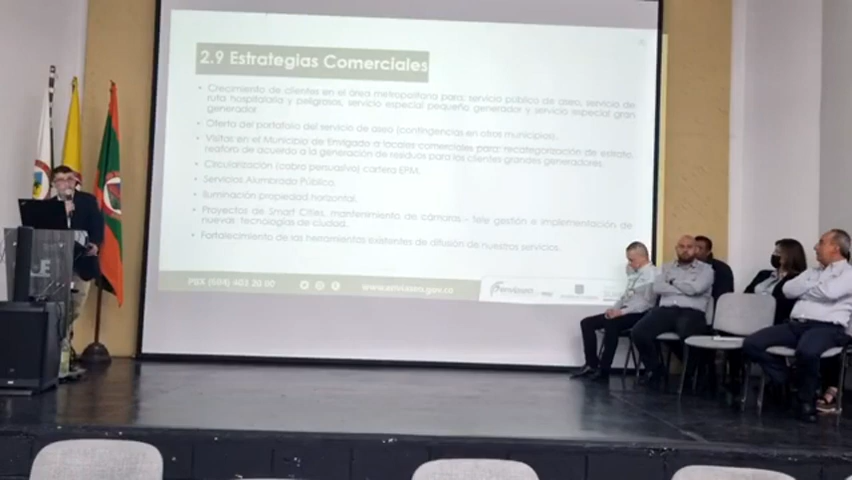 2.9 Estrategias Comerciales
• Crecimiento de clientes en el área metropolitana para: servicio público de aseo, servicio de
ruta hospitalaria y peligrosos, servicio especial pequeño generador y servicio especial gran
generador.
• Oferta del portafolio del servicio de aseo (contingencias en otros municipios).
• Visitas en el Municipio de Envigado a locales comerciales para: recategorización de estrato,
reaforo de acuerdo a la generación de residuos para los clientes grandes generadores.
• Circularización (cobro persuasivo) cartera EPM.
• Servicios Alumbrado Público.
• Iluminación propiedad horizontal.
• Proyectos de Smart Cities, mantenimiento de cámaras – tele gestión e implementación de
nuevas tecnologías de ciudad.
• Fortalecimiento de las herramientas existentes de difusión de nuestros servicios.
PBX (604) 403 20 00 www.enviaseo.gov.co enviaseo